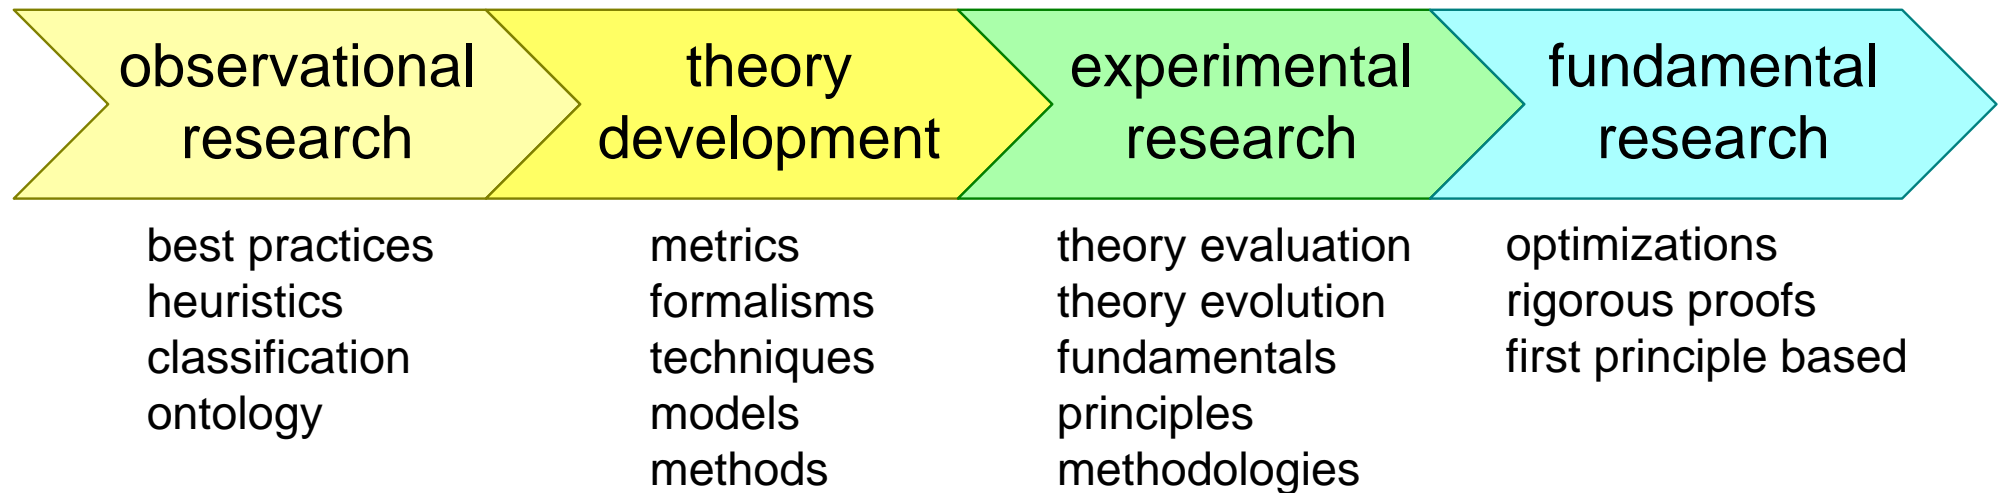 observational
research
theory
development
experimental
research
fundamental
research
best practices
heuristics
classification
ontology
metrics
formalisms
techniques
models
methods
theory evaluation
theory evolution
fundamentals
principles
methodologies
optimizations
rigorous proofs
first principle based